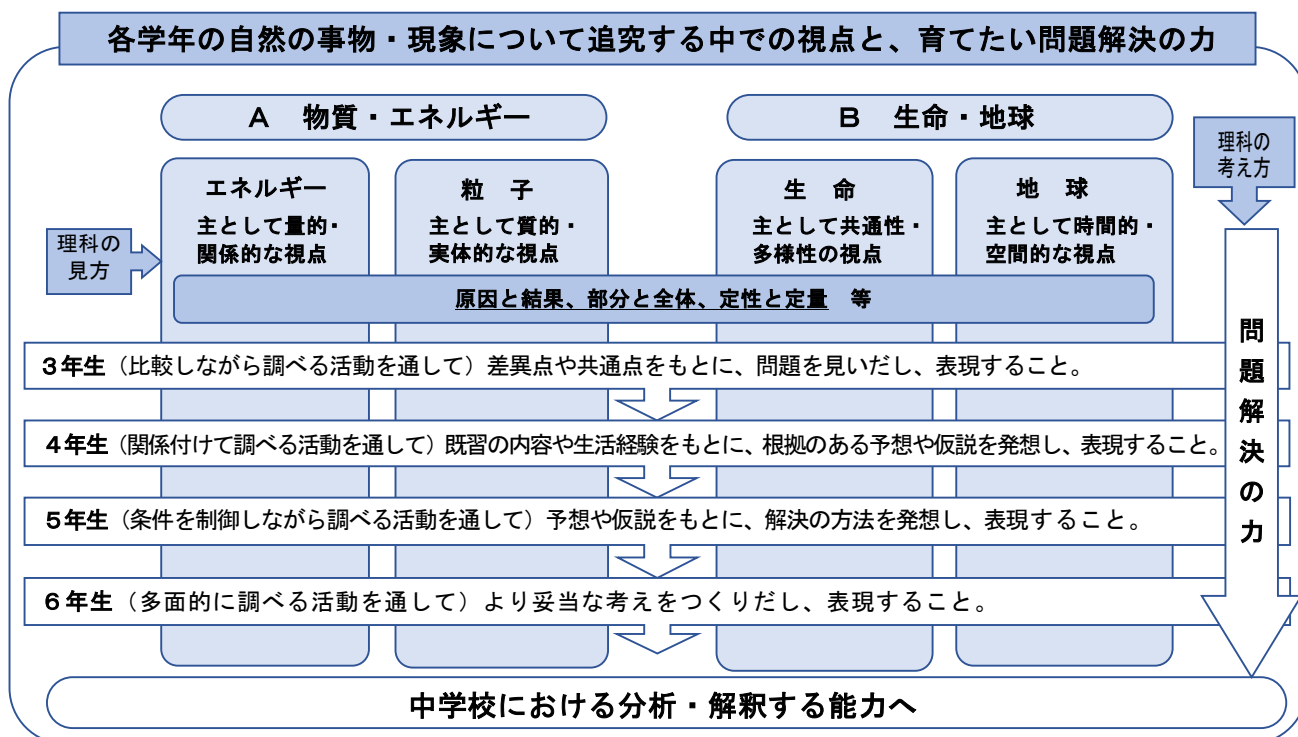 各学年の自然の事物・現象について追究する中での視点と、育てたい問題解決の力
A 物質・エネルギー
B 生命・地球
理科の
考え方
エネルギー
主として量的・
関係的な視点
粒 子
主として質的・
実体的な視点
生 命
主として共通性・
多様性の視点
地 球
主として時間的・
空間的な視点
理科の
見方
原因と結果、部分と全体、定性と定量 等
3年生(比較しながら調べる活動を通して)差異点や共通点をもとに、問題を見いだし、表現すること。
4年生(関係付けて調べる活動を通して)既習の内容や生活経験をもとに、根拠のある予想や仮説を発想し、表現すること。
5年生(条件を制御しながら調べる活動を通して)予想や仮説をもとに、解決の方法を発想し、表現すること。
6年生(多面的に調べる活動を通して)より妥当な考えをつくりだし、表現すること。
問題解決の力
中学校における分析・解釈する能力へ